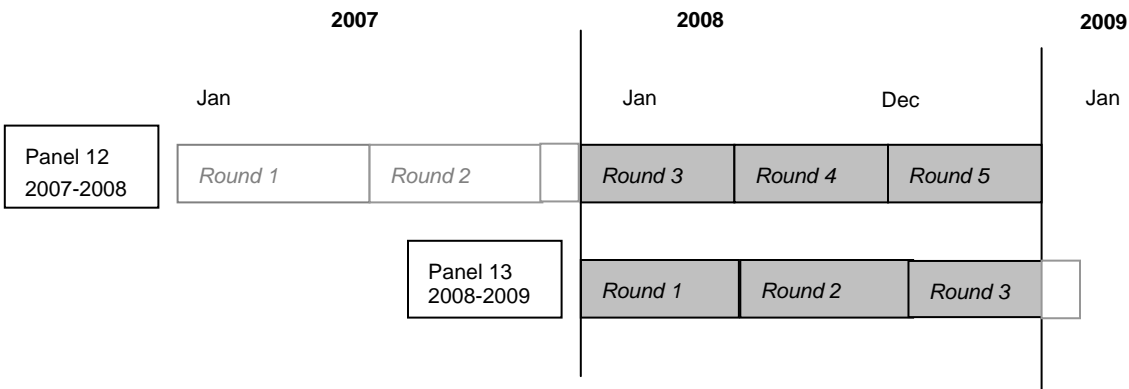 2007 2008 2009
Jan Jan Dec Jan
Panel 12
2007-2008
Round 1 Round 2 Round 3 Round 4 Round 5
Panel 13
2008-2009
Round 1 Round 2 Round 3